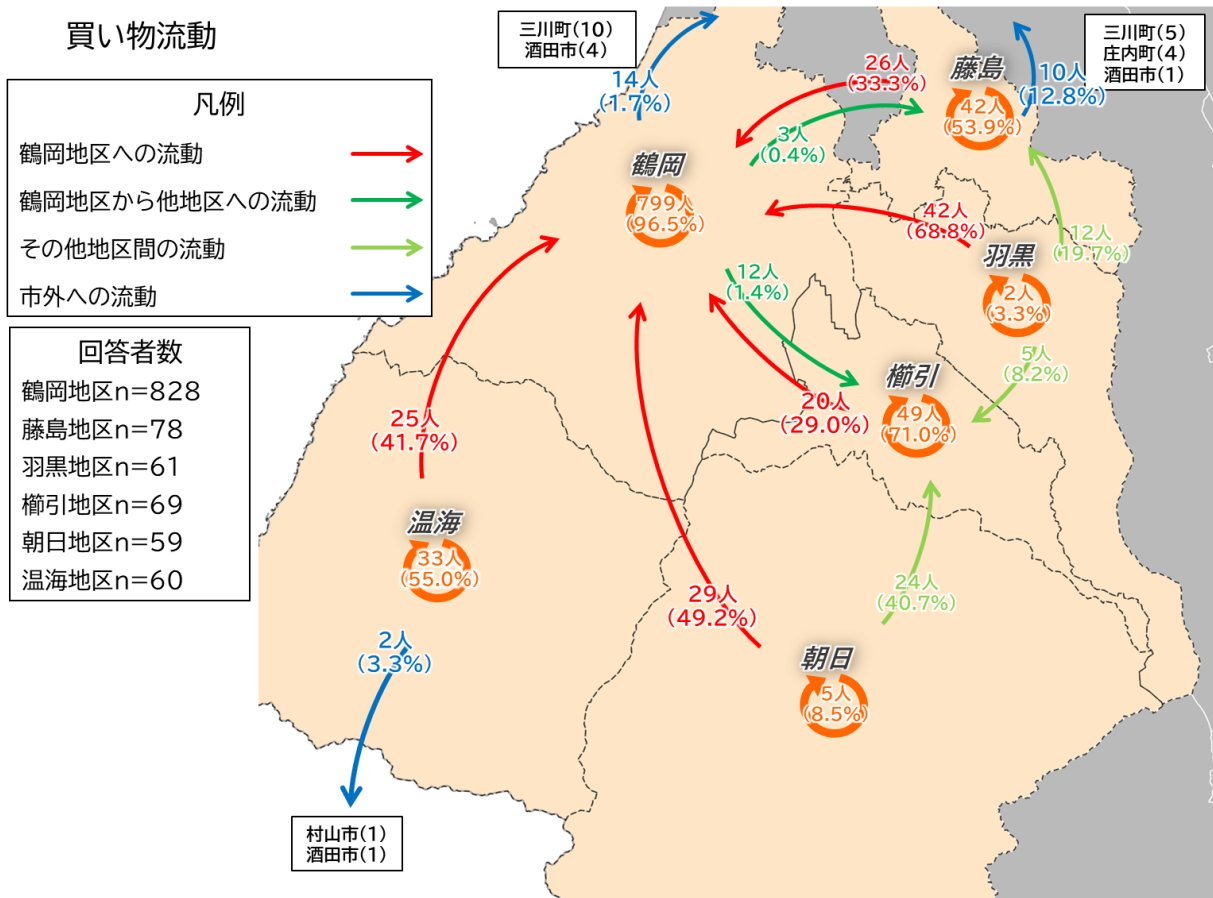 買い物流動
凡例
鶴岡地区への流動
鶴岡地区から他地区への流動
その他地区間の流動
市外への流動
回答者数
鶴岡地区n=828
藤島地区n=78
羽黒地区n=61
櫛引地区n=69
朝日地区n=59
温海地区n=60
三川町(10)
酒田市(4)
三川町(5)
庄内町(4)
酒田市(1)
14人
(1.7%)
26人
(33.3%)
藤島
42人
(53.9%)
10人
(12.8%)
3人
(0.4%)
鶴岡
799人
(96.5%)
42人
(68.8%)
羽黒
2人
(3.3%)
12人
(19.7%)
12人
(1.4%)
5人
(8.2%)
櫛引
49人
(71.0%)
20人
(29.0%)
25人
(41.7%)
温海
33人
(55.0%)
29人
(49.2%)
24人
(40.7%)
朝日
5人
(8.5%)
2人
(3.3%)
村山市(1)
酒田市(1)